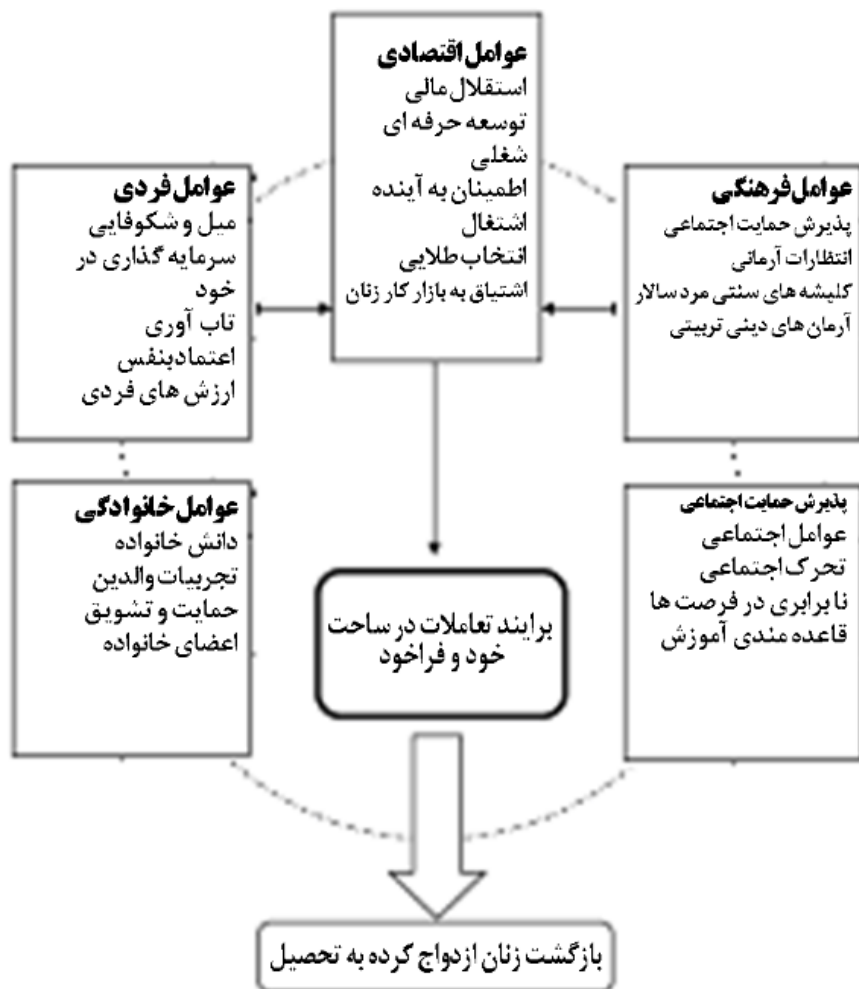 عوامل اقتصادی
استقلال مالی
توسعه حرفه ای
شغلی
اطمینان به آینده
اشتغال
انتخاب طلایی
اشتیاق به بازار کار زنان
عوامل فرهنگی
پذیرش حمایت اجتماعی
انتظارات آرمانی
کلیشه های سنتی مرد سالار
آرمان های دینی تربیتی
عوامل فردی
میل و شکوفایی
سرمایه گذاری در
خود
تاب آوری
اعتمادبنفس
ارزش های فردی
پذیرش حمایت اجتماعی
عوامل اجتماعی
تحرک اجتماعی
نابرابری در فرصت ها
قاعده مندی آموزش
عوامل خانوادگی
دانش خانواده
تجربیات والدین
حمایت و تشویق
اعضای خانواده
برایند تعاملات در ساحت
خود و فراخود
بازگشت زنان ازدواج کرده به تحصیل